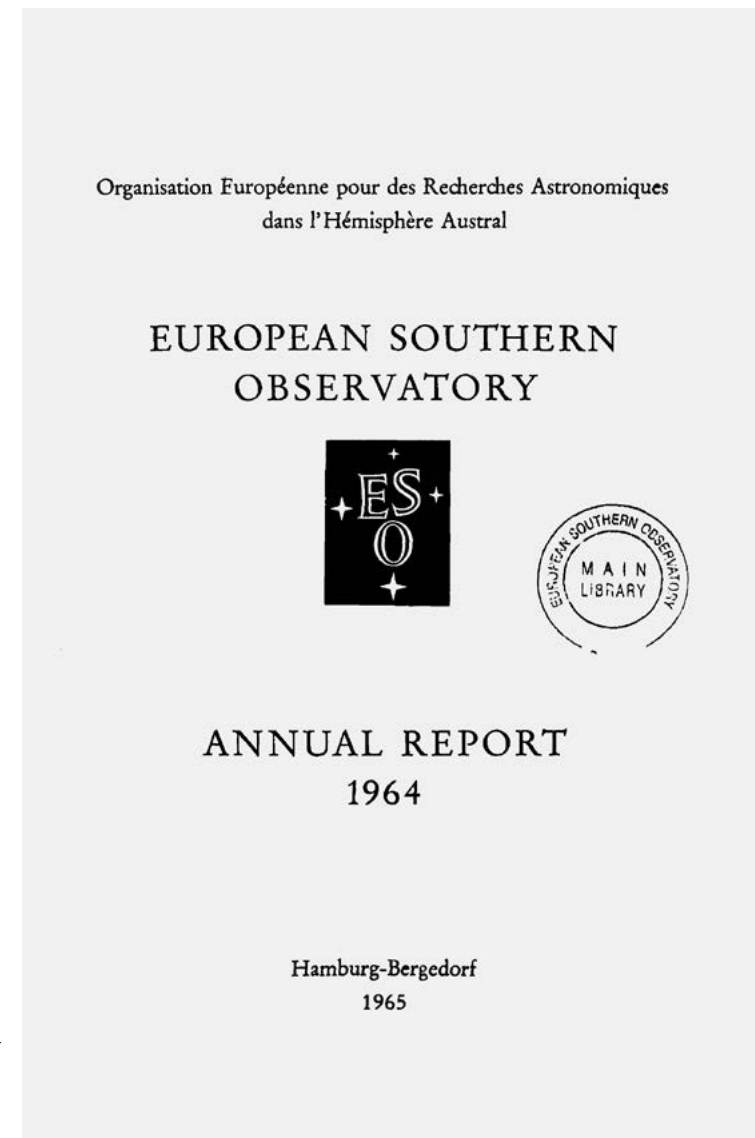 Organisation Européenne pour des Recherches Astronomiques
dans l'Hémisphère Austral
EUROPEAN SOUTHERN
OBSERVATORY
ES
O
EUROPEAN SOUTHERN OBSERVATORY
MAIN
LIBRARY
ANNUAL REPORT
1964
Hamburg-Bergedorf
1965